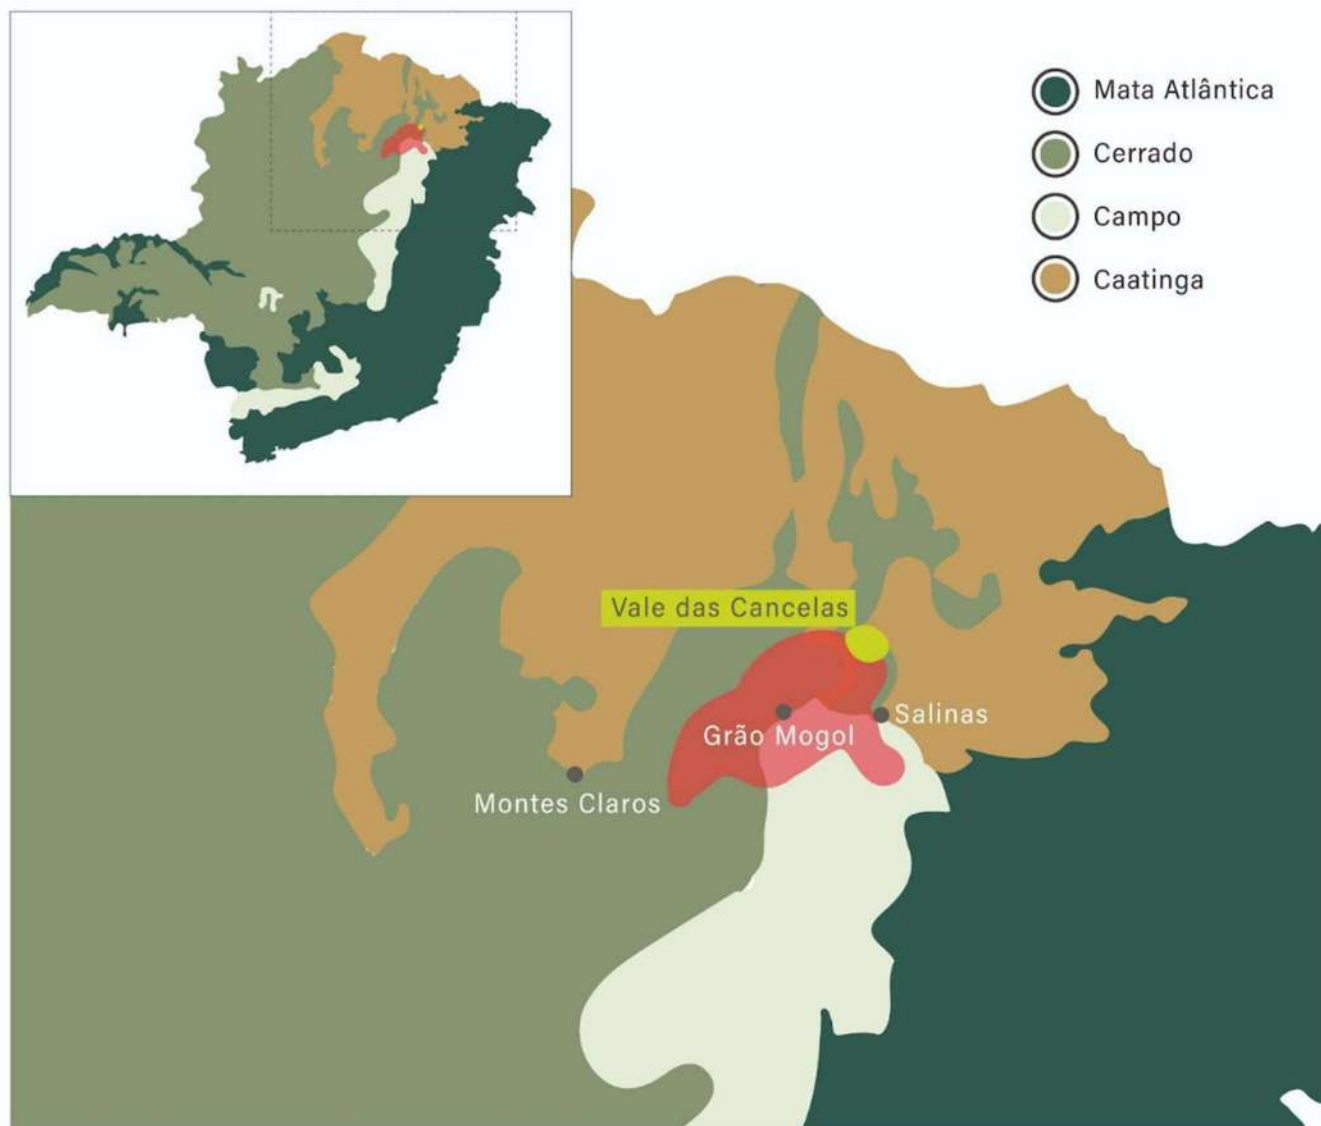 Mata Atlântica
Cerrado
Campo
Caatinga
Vale das Cancelas
Salinas
Grão Mogol
Montes Claros